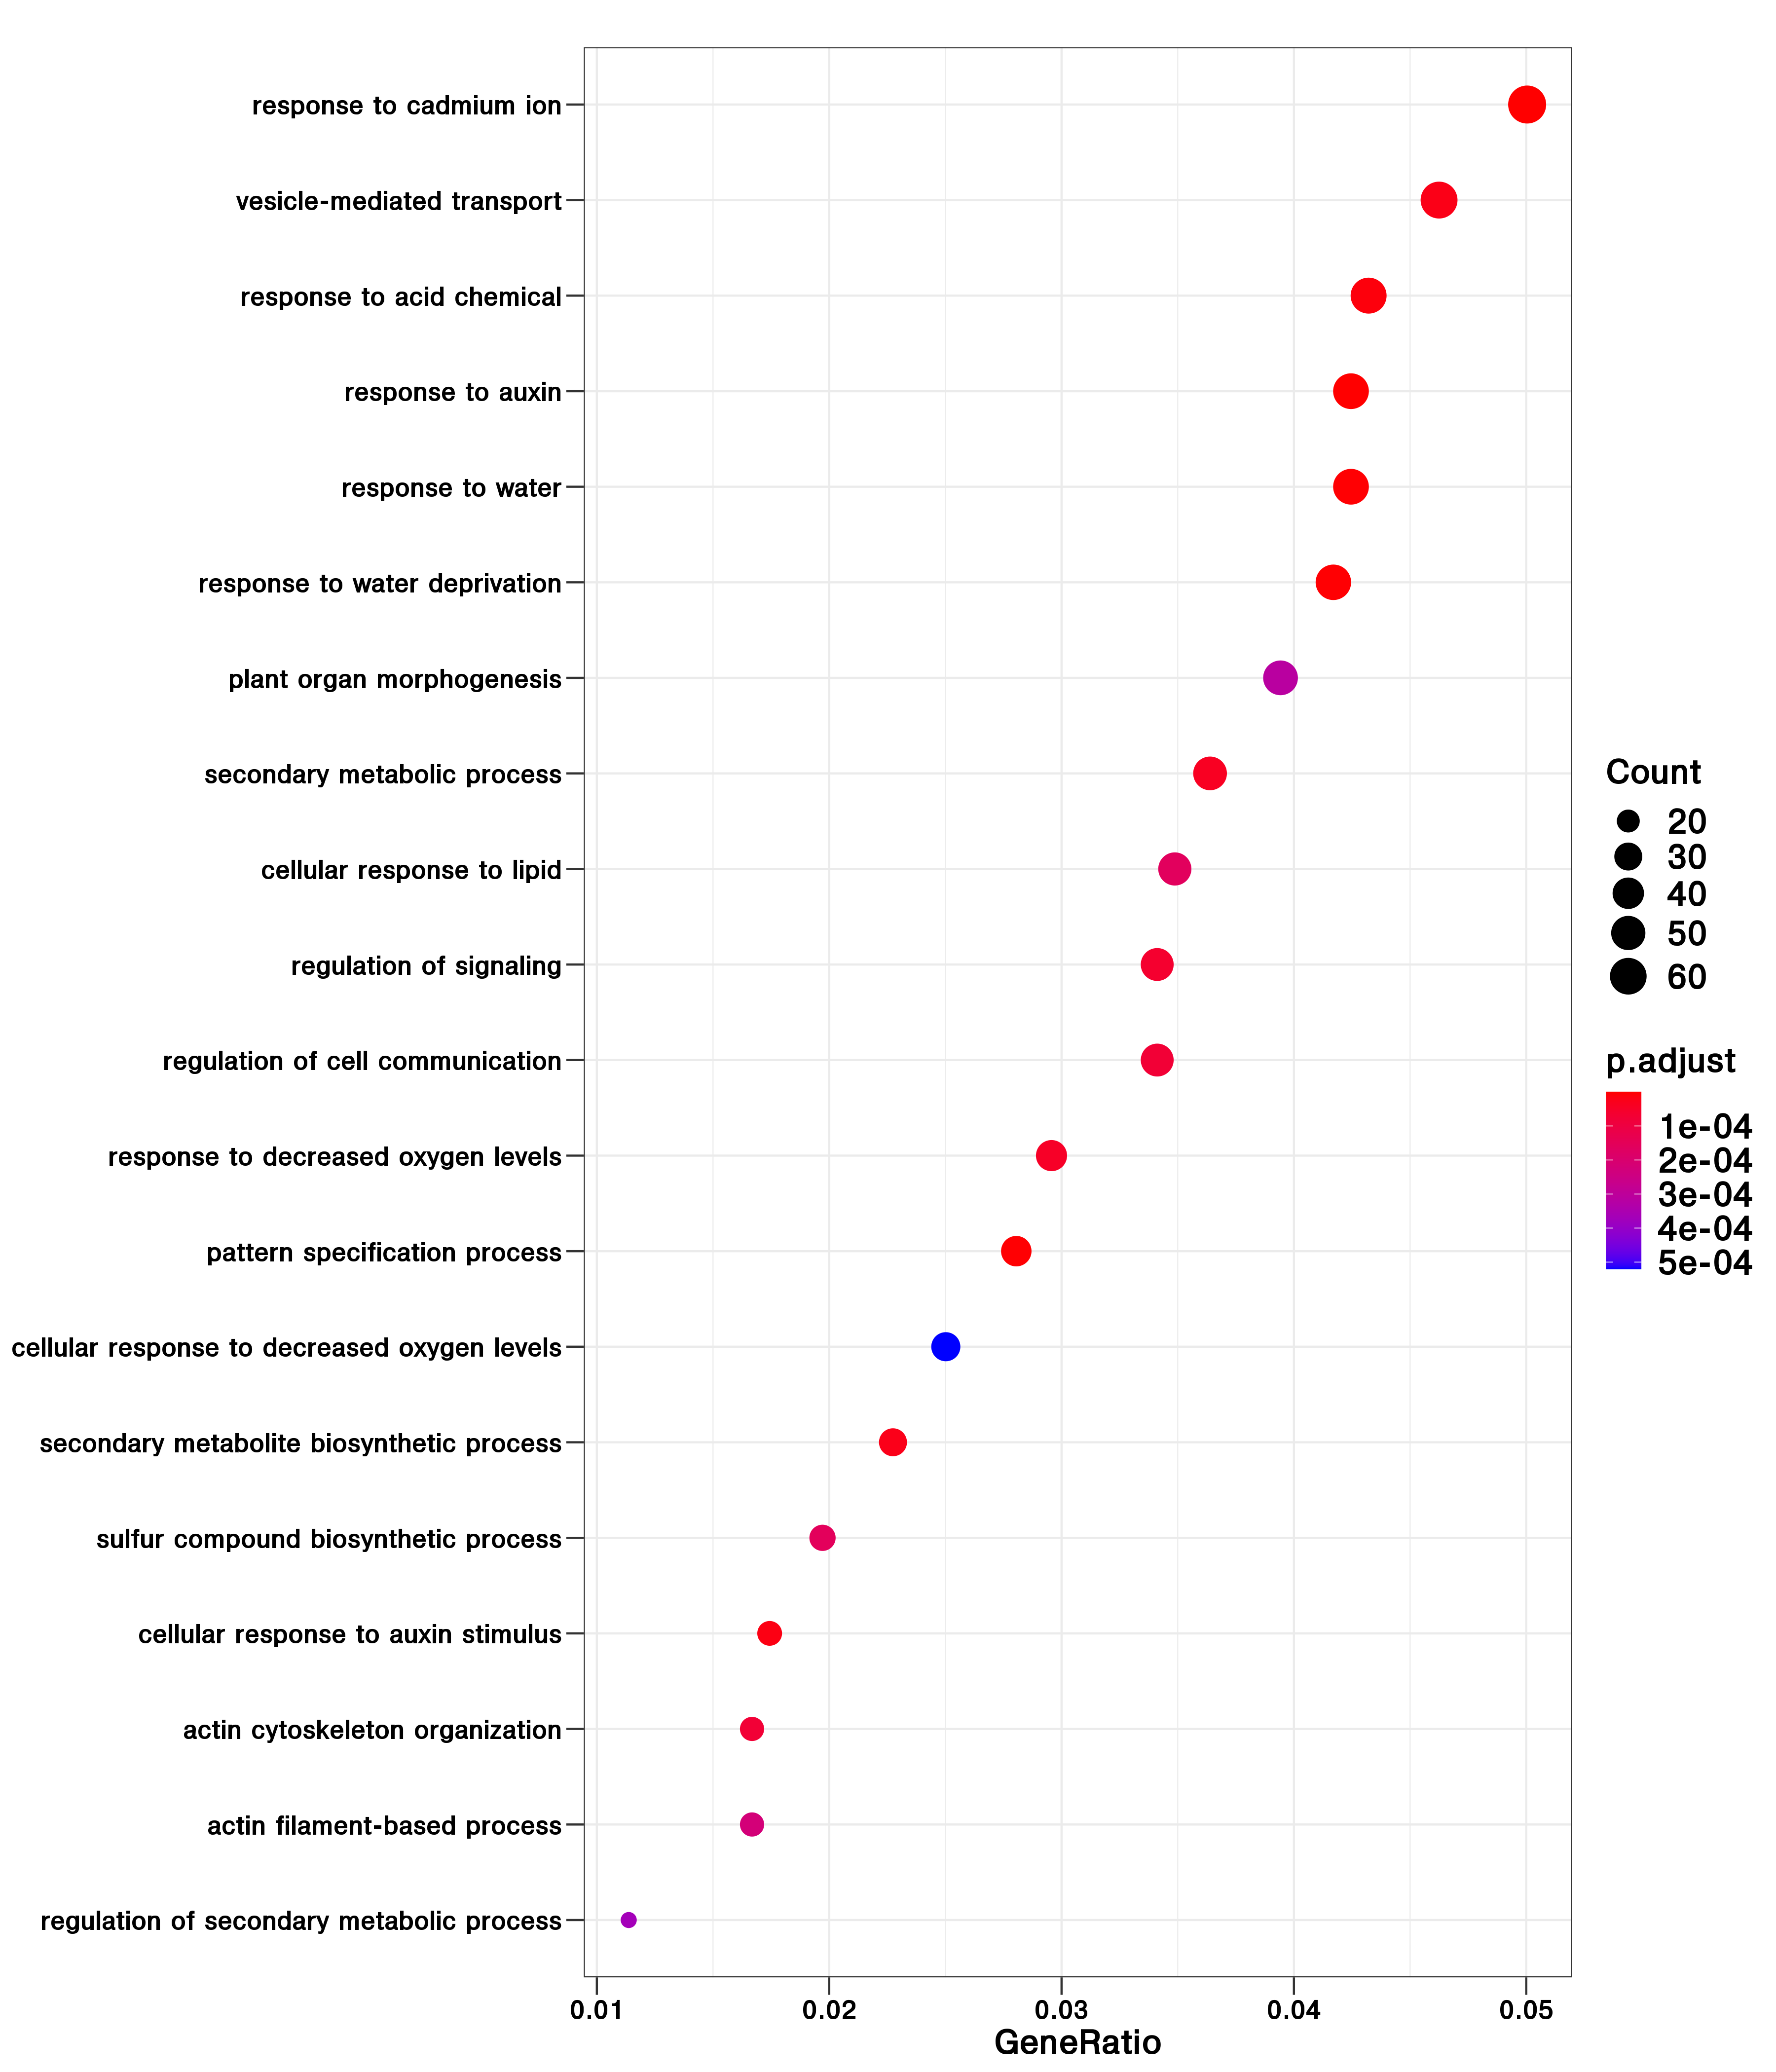 response to cadmium ion
vesicle-mediated transport
response to acid chemical
response to auxin
response to water
response to water deprivation
plant organ morphogenesis
secondary metabolic process
cellular response to lipid
regulation of signaling
regulation of cell communication
response to decreased oxygen levels
pattern specification process
cellular response to decreased oxygen levels
secondary metabolite biosynthetic process
sulfur compound biosynthetic process
cellular response to auxin stimulus
actin cytoskeleton organization
actin filament-based process
regulation of secondary metabolic process
0.01 0.02 0.03 0.04 0.05
GeneRatio
Count
20
30
40
50
60
p.adjust
1e-04
2e-04
3e-04
4e-04
5e-04